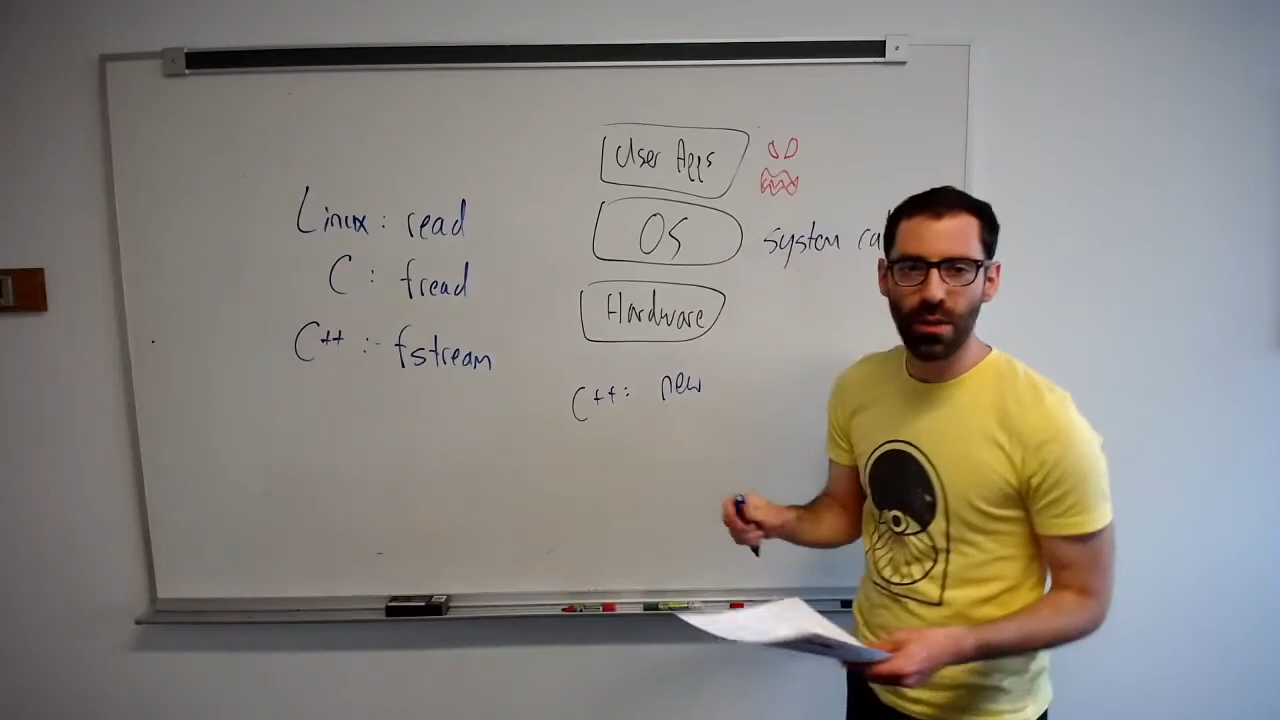 Linux: read
C: fread
C++:- fstream
User Apps
OS
system ca
Hardware
C++: new